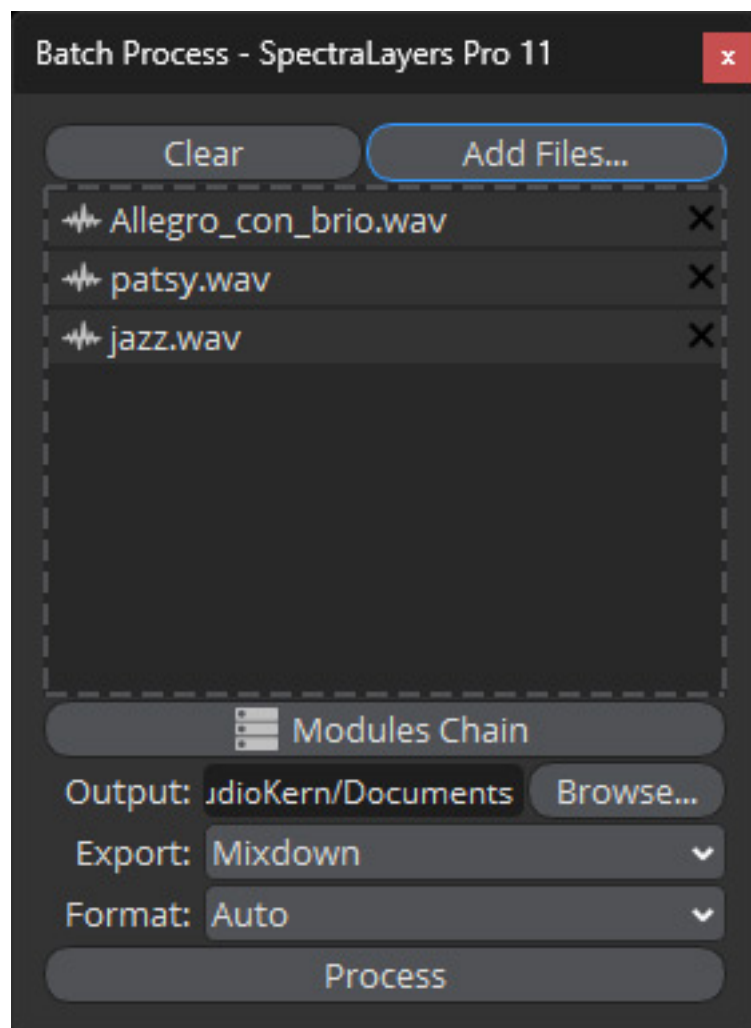 Batch Process - SpectraLayers Pro 11 x
Clear Add Files...
Allegro_con_brio.wav
patsy.wav
jazz.wav
Modules Chain
Output: udioKern/Documents Browse...
Export: Mixdown
Format: Auto
Process